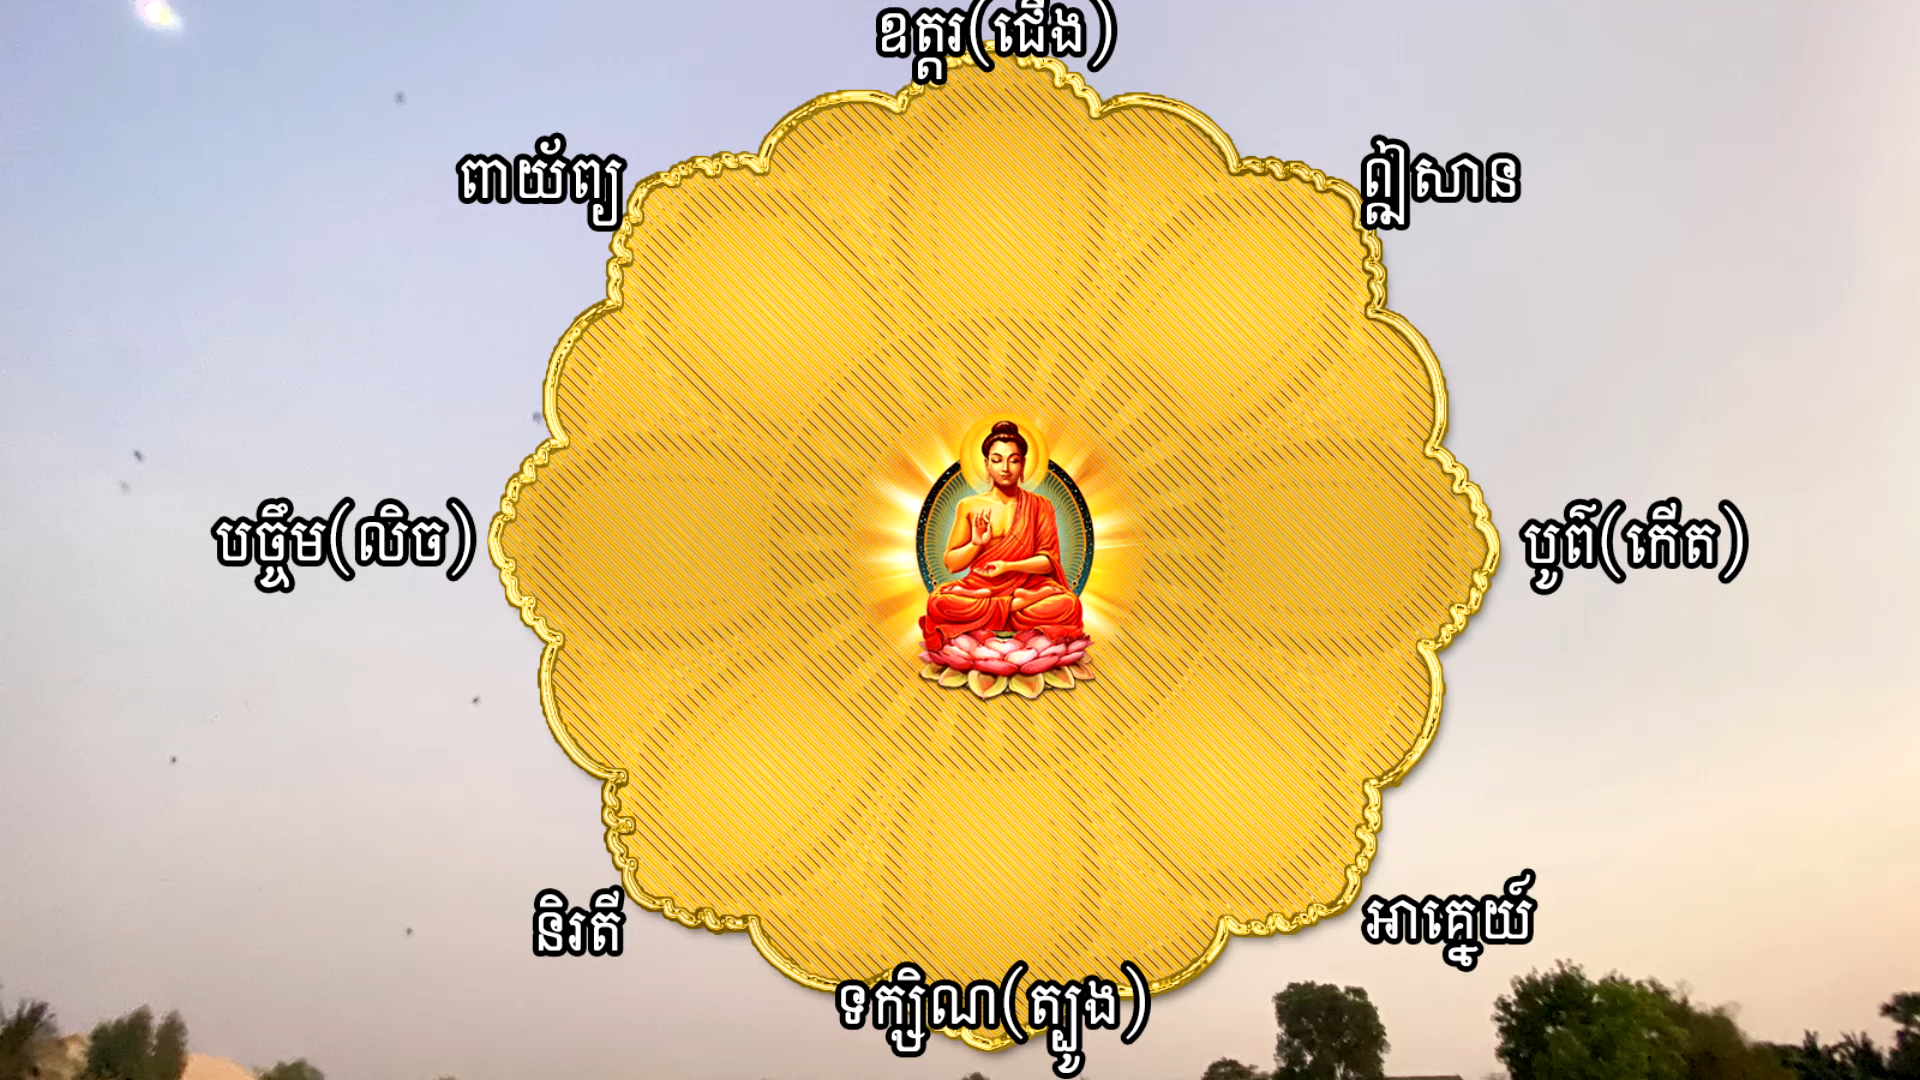 ឧត្តរ(ជើង)
ពាយ័ព្យ
ឦសាន
បច្ចឹម(លិច)
បូព៌(កើត)
និរតី
អាគ្នេយ៍
ទក្សិណ(ត្បូង)